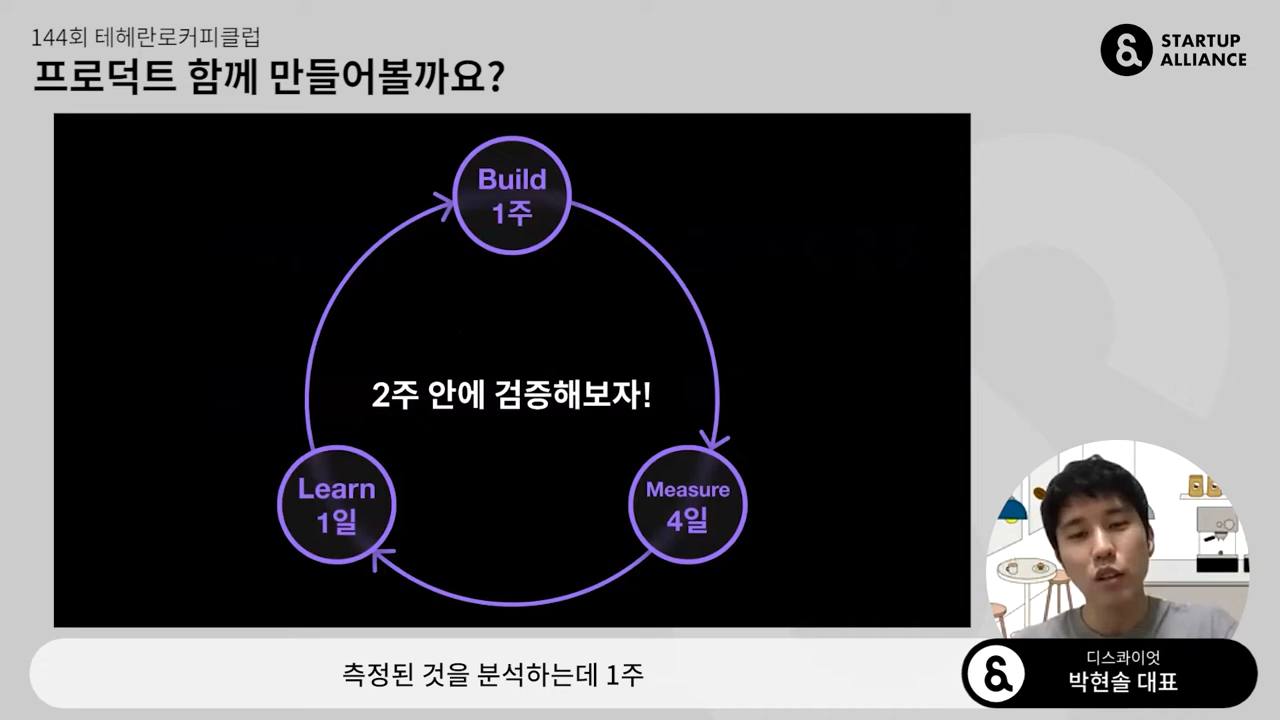 144회 테헤란로커피클럽
프로덕트 함께 만들어볼까요?
STARTUP
ALLIANCE
Build
1주
2주 안에 검증해보자!
Learn
1일
Measure
4일
측정된 것을 분석하는데 1주
디스콰이엇
박현솔 대표